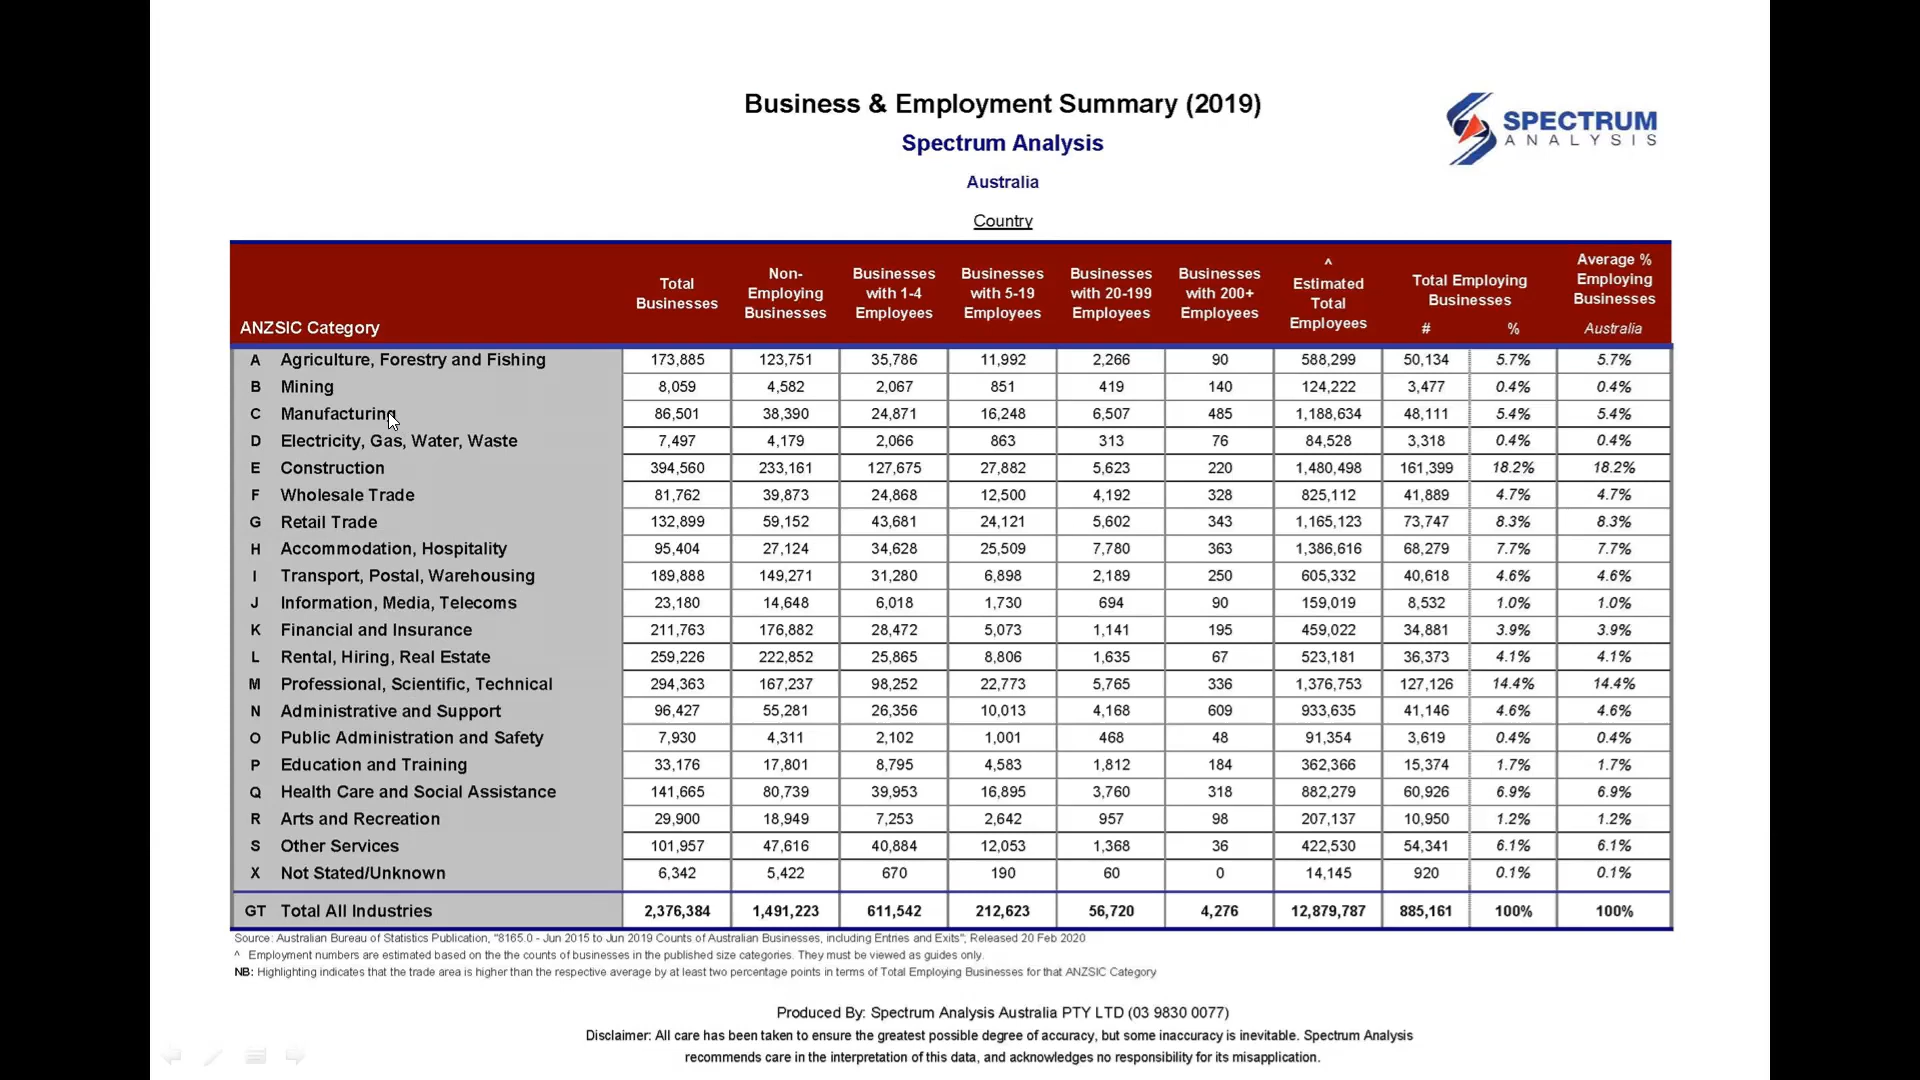 Business & Employment Summary (2019)
Spectrum Analysis
Australia
Country
SPECTRUM
ANALYSIS
ANZSIC Category Total Businesses Non-Employing Businesses Businesses with 1-4 Employees Businesses with 5-19 Employees Businesses with 20-199 Employees Businesses with 200+ Employees ^ Estimated Total Employees Total Employing Businesses # % Average % Employing Businesses Australia
A Agriculture, Forestry and Fishing 173,885 123,751 35,786 11,992 2,266 90 588,299 50,134 5.7% 5.7%
B Mining 8,059 4,582 2,067 851 419 140 124,222 3,477 0.4% 0.4%
C Manufacturing 86,501 38,390 24,871 16,248 6,507 485 1,188,634 48,111 5.4% 5.4%
D Electricity, Gas, Water, Waste 7,497 4,179 2,066 863 313 76 84,528 3,318 0.4% 0.4%
E Construction 394,560 233,161 127,675 27,882 5,623 220 1,480,498 161,399 18.2% 18.2%
F Wholesale Trade 81,762 39,873 24,868 12,500 4,192 328 825,112 41,889 4.7% 4.7%
G Retail Trade 132,899 59,152 43,681 24,121 5,602 343 1,165,123 73,747 8.3% 8.3%
H Accommodation, Hospitality 95,404 27,124 34,628 25,509 7,780 363 1,386,616 68,279 7.7% 7.7%
I Transport, Postal, Warehousing 189,888 149,271 31,280 6,898 2,189 250 605,332 40,618 4.6% 4.6%
J Information, Media, Telecoms 23,180 14,648 6,018 1,730 694 90 159,019 8,532 1.0% 1.0%
K Financial and Insurance 211,763 176,882 28,472 5,073 1,141 195 459,022 34,881 3.9% 3.9%
L Rental, Hiring, Real Estate 259,226 222,852 25,865 8,806 1,635 67 523,181 36,373 4.1% 4.1%
M Professional, Scientific, Technical 294,363 167,237 98,252 22,773 5,765 336 1,376,753 127,126 14.4% 14.4%
N Administrative and Support 96,427 55,281 26,356 10,013 4,168 609 933,635 41,146 4.6% 4.6%
O Public Administration and Safety 7,930 4,311 2,102 1,001 468 48 91,354 3,619 0.4% 0.4%
P Education and Training 33,176 17,801 8,795 4,583 1,812 184 362,366 15,374 1.7% 1.7%
Q Health Care and Social Assistance 141,665 80,739 39,953 16,895 3,760 318 882,279 60,926 6.9% 6.9%
R Arts and Recreation 29,900 18,949 7,253 2,642 957 98 207,137 10,950 1.2% 1.2%
S Other Services 101,957 47,616 40,884 12,053 1,368 36 422,530 54,341 6.1% 6.1%
X Not Stated/Unknown 6,342 5,422 670 190 60 0 14,145 920 0.1% 0.1%
GT Total All Industries 2,376,384 1,491,223 611,542 212,623 56,720 4,276 12,879,787 885,161 100% 100%
Source: Australian Bureau of Statistics Publication, "8165.0 - Jun 2015 to Jun 2019 Counts of Australian Businesses, including Entries and Exits"; Released 20 Feb 2020
^ Employment numbers are estimated based on the the counts of businesses in the published size categories. They must be viewed as guides only.
NB: Highlighting indicates that the trade area is higher than the respective average by at least two percentage points in terms of Total Employing Businesses for that ANZSIC Category
Produced By: Spectrum Analysis Australia PTY LTD (03 9830 0077)
Disclaimer: All care has been taken to ensure the greatest possible degree of accuracy, but some inaccuracy is inevitable. Spectrum Analysis
recommends care in the interpretation of this data, and acknowledges no responsibility for its misapplication.